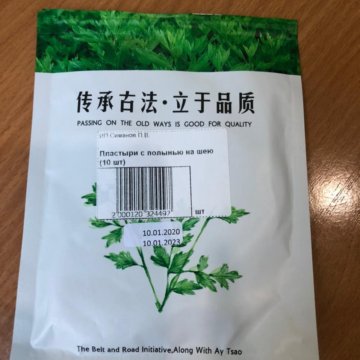 传承古法·立于品质
PASSING ON THE OLD WAYS IS GOOD FOR QUALITY
ИП Симанов П.В.
Пластыри с полынью на шею
(10 шт)
шт
10.01.2020
10.01.2023
The Belt and Road Initiative,Along With Ay Tsao